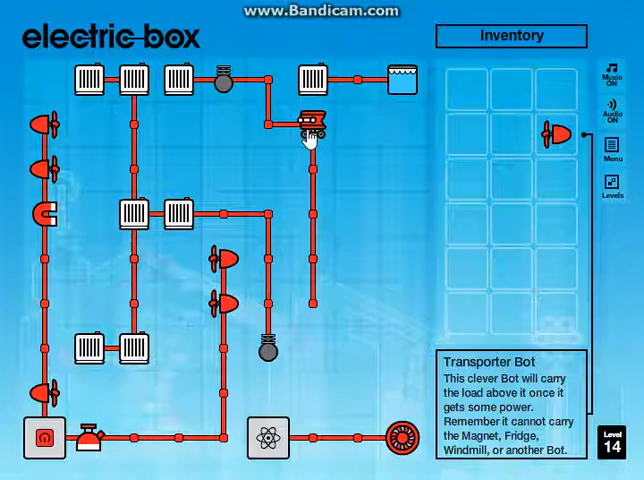 www.Bandicam.com
electric box
Inventory
Music
ON
Audio
ON
Menu
Levels
Transporter Bot
This clever Bot will carry
the load above it once it
gets some power.
Remember it cannot carry
the Magnet, Fridge,
Windmill, or another Bot.
Level
14